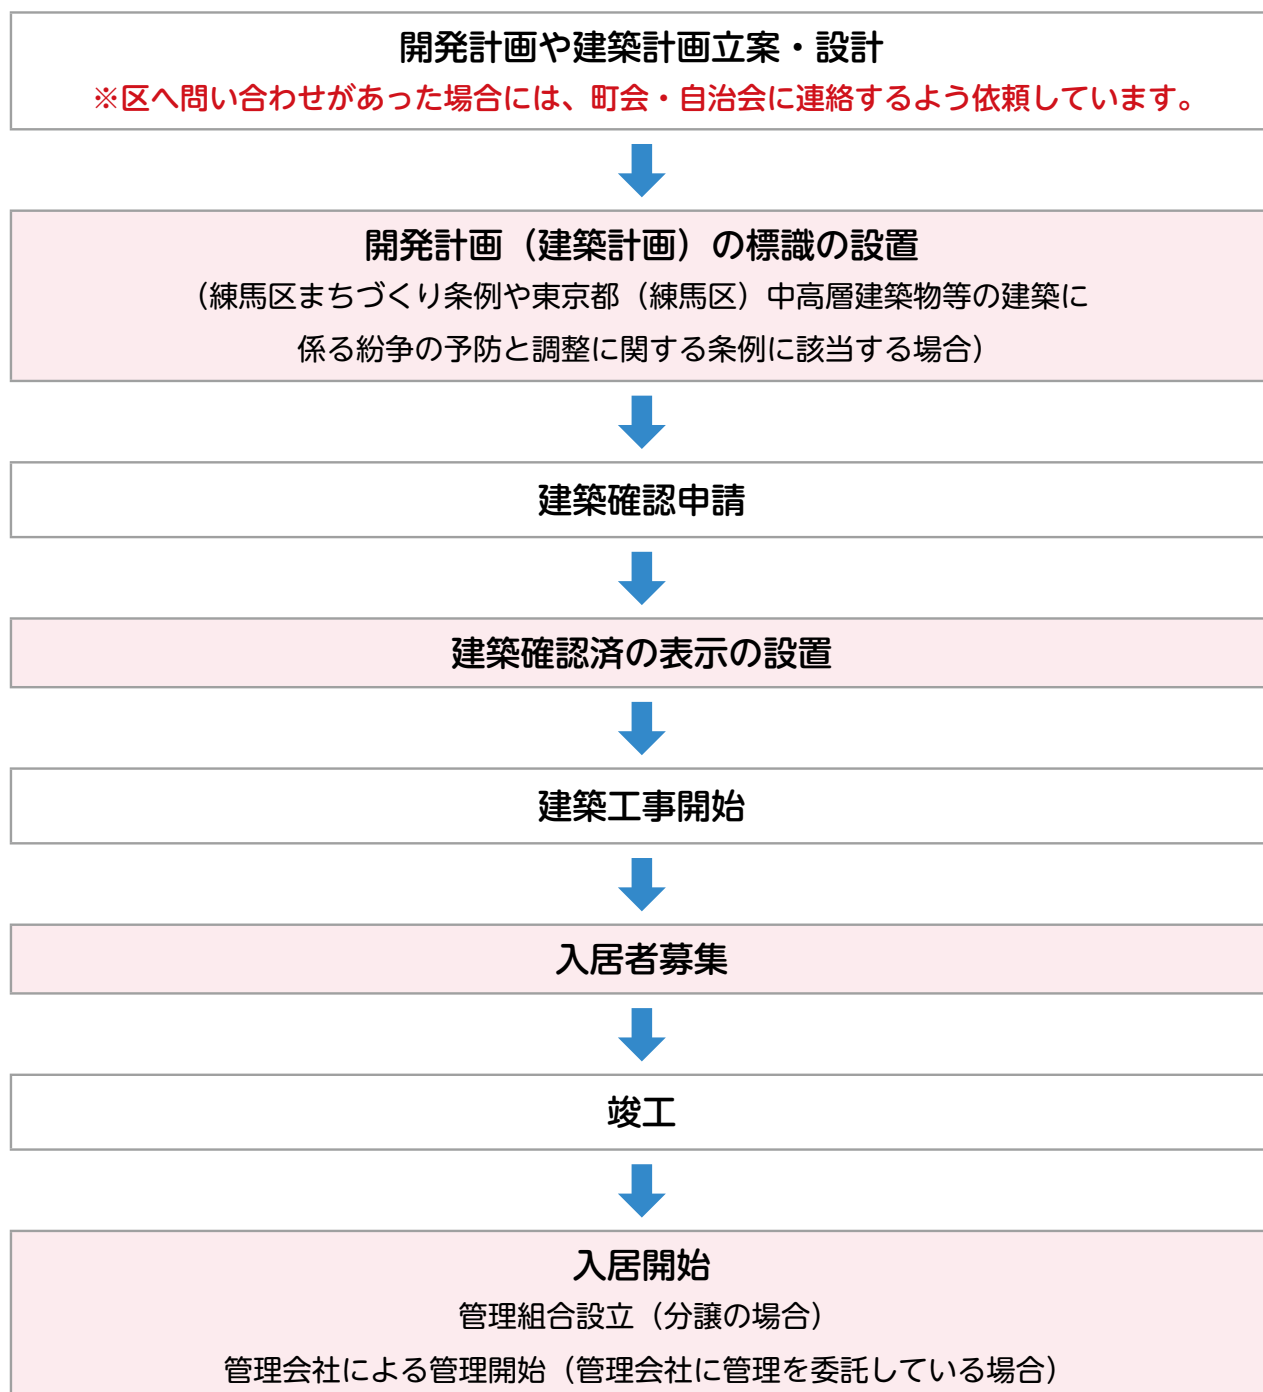 開発計画や建築計画立案・設計
※区へ問い合わせがあった場合には、町会・自治会に連絡するよう依頼しています。
開発計画（建築計画）の標識の設置
（練馬区まちづくり条例や東京都（練馬区）中高層建築物等の建築に
係る紛争の予防と調整に関する条例に該当する場合）
建築確認申請
建築確認済の表示の設置
建築工事開始
入居者募集
竣工
入居開始
管理組合設立（分譲の場合）
管理会社による管理開始（管理会社に管理を委託している場合）